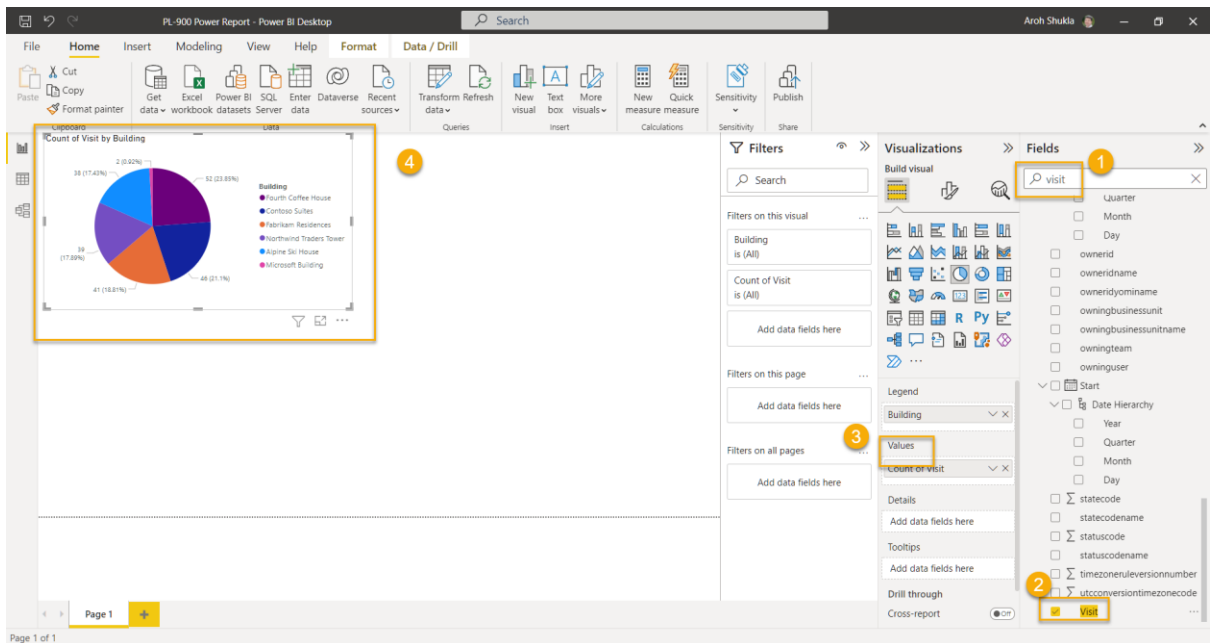 PL-900 Power Report - Power BI Desktop
Search
Aroh Shukla
File Home Insert Modeling View Help Format Data / Drill
Paste
Cut
Copy
Format painter
Get data
Excel workbook
Power BI datasets
SQL Server
Enter data
Dataverse
Recent sources
Transform data
Refresh
New visual
Text box
More visuals
New measure
Quick measure
Sensitivity
Publish
Clipboard
Data
Queries
Insert
Calculations
Sensitivity
Share
Count of Visit by Building
2 (0.92%)
38 (17.43%)
52 (23.85%)
39
(17.89%)
41 (18.81%)
46 (21.1%)
Building
Fourth Coffee House
Contoso Suites
Fabrikam Residences
Northwind Traders Tower
Alpine Ski House
Microsoft Building
4
Filters
Search
Filters on this visual
Building
is (All)
Count of Visit
is (All)
Add data fields here
Filters on this page
Add data fields here
Filters on all pages
Add data fields here
Visualizations
Build visual
123
R Py
Legend
Building
3
Values
Count of Visit
Details
Add data fields here
Tooltips
Add data fields here
Drill through
Cross-report
Off
Fields
1
visit
Quarter
Month
Day
ownerid
owneridname
owneridyominame
owningbusinessunit
owningbusinessunitname
owningteam
owninguser
Start
Date Hierarchy
Year
Quarter
Month
Day
statecode
statecodename
statuscode
statuscodename
timezoneruleversionnumber
utcconversiontimezonecode
2
Visit
Page 1
Page 1 of 1